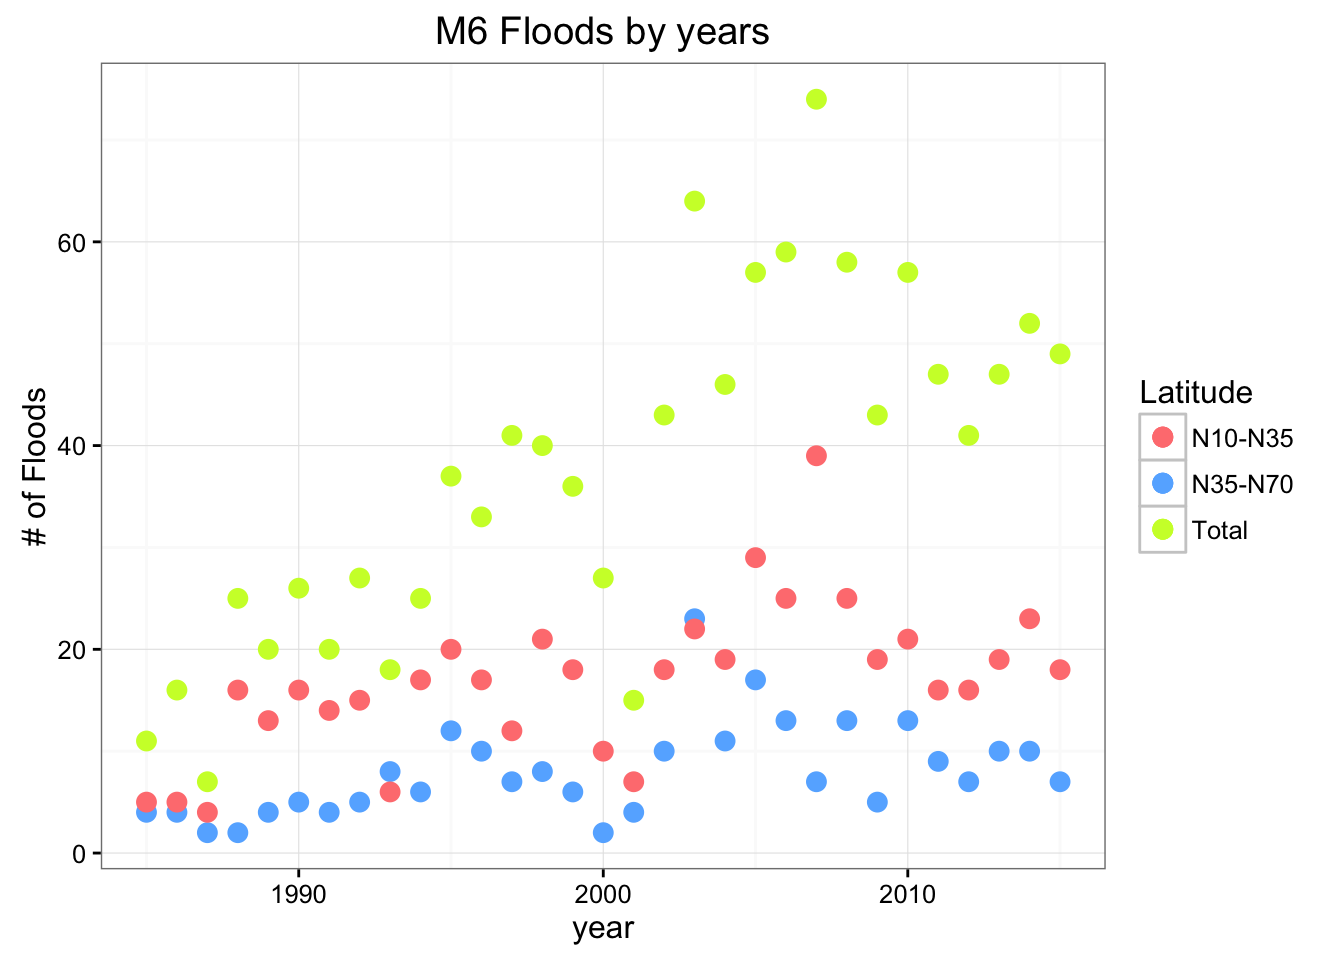 M6 Floods by years
# of Floods
60
40
20
0
1990
2000
2010
year
Latitude
N10-N35
N35-N70
Total